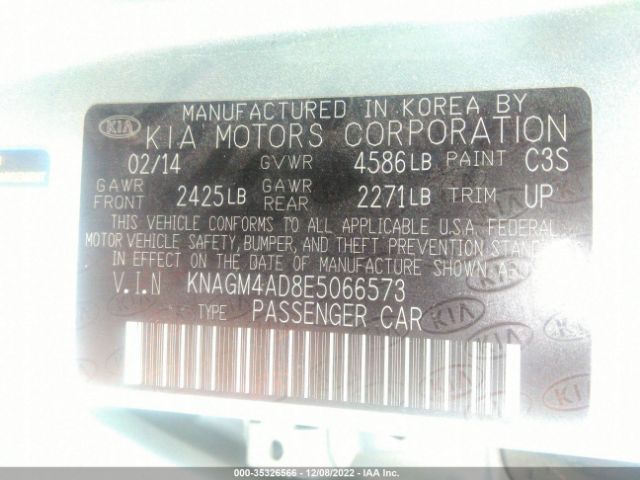 MANUFACTURED IN KOREA BY
KIA KIA MOTORS CORPORATION
02/14 GVWR 4586LB PAINT C3S
GAWR FRONT 2425LB GAWR REAR 2271LB TRIM UP
THIS VEHICLE CONFORMS TO ALL APPLICABLE U.S.A. FEDERAL
MOTOR VEHICLE SAFETY, BUMPER, AND THEFT PREVENTION
IN EFFECT ON THE DATE OF MANUFACTURE SHOWN
V.I.N KNAGM4AD8E5066573
TYPE PASSENGER CAR
000-35326566 - 12/08/2022 - IAA Inc.